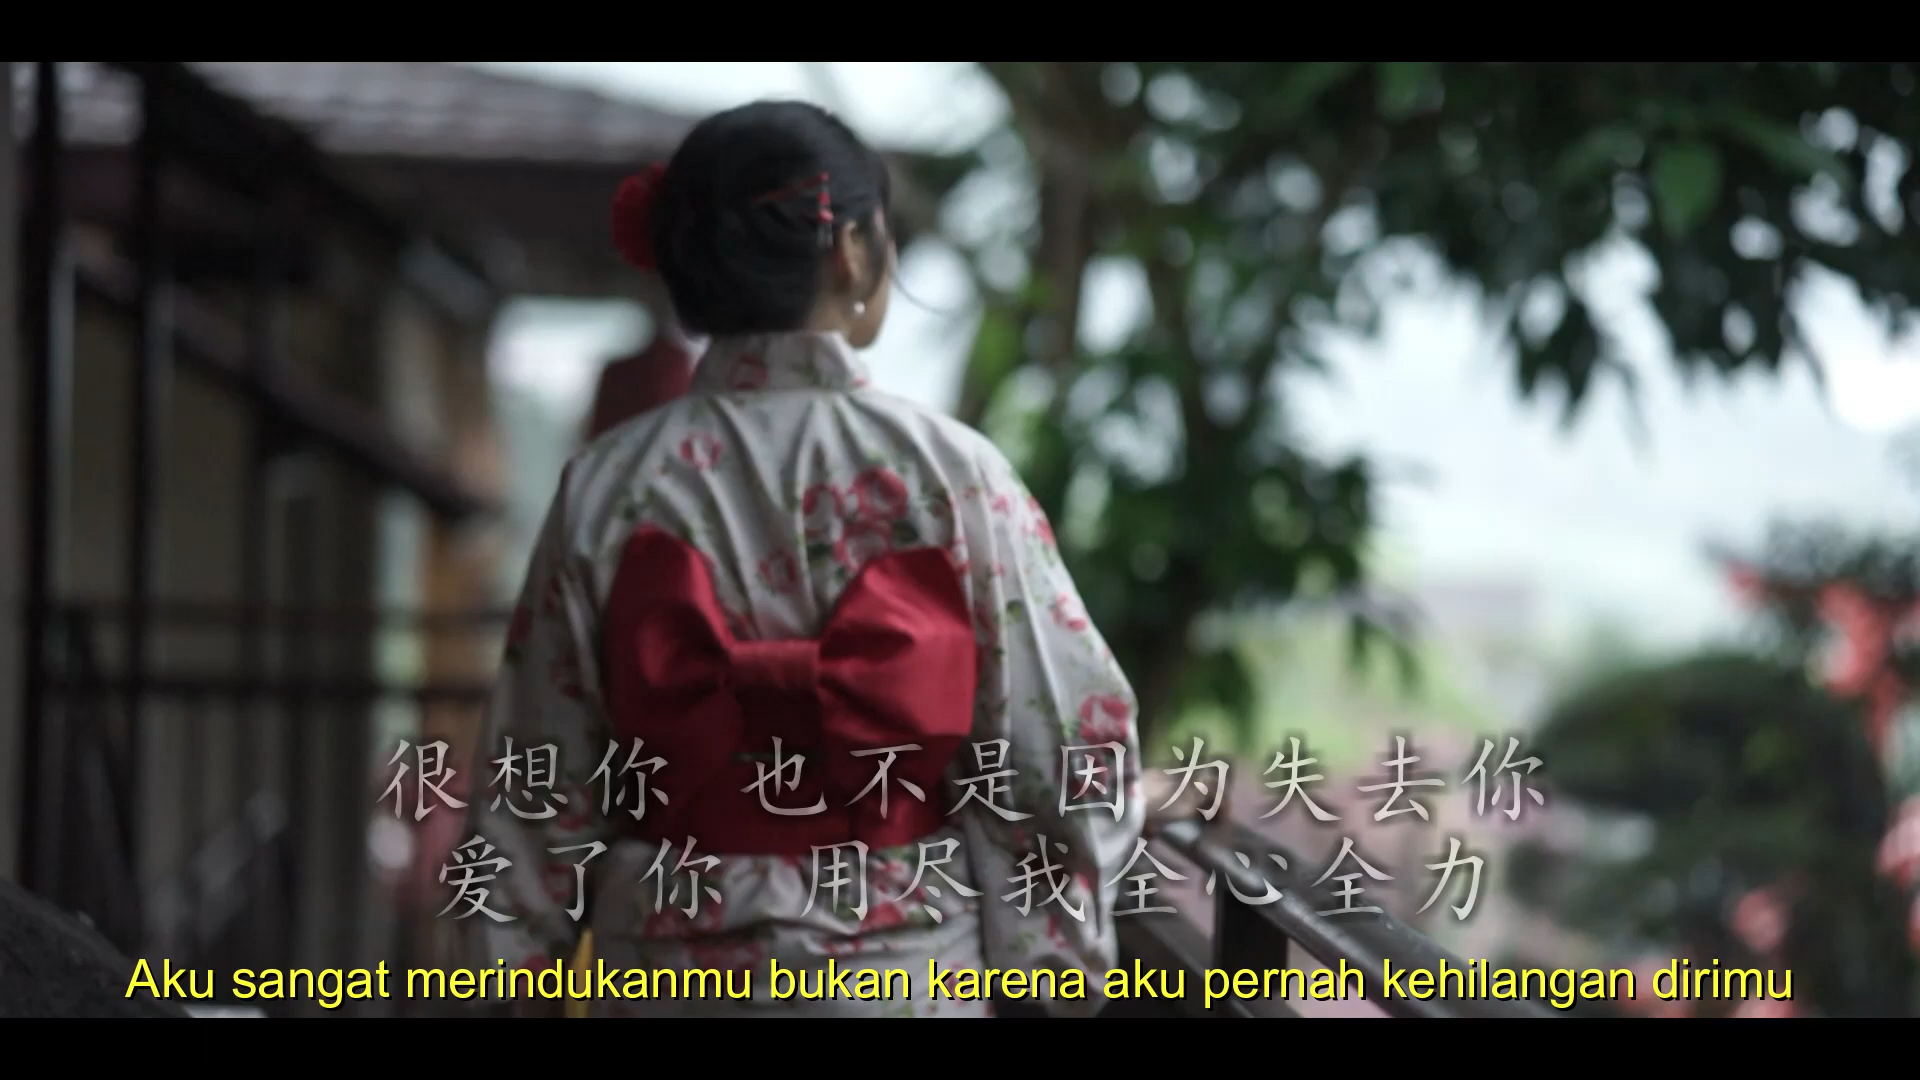 很想你 也不是因为失去你
爱了你 用尽我全心全力
Aku sangat merindukanmu bukan karena aku pernah kehilangan dirimu